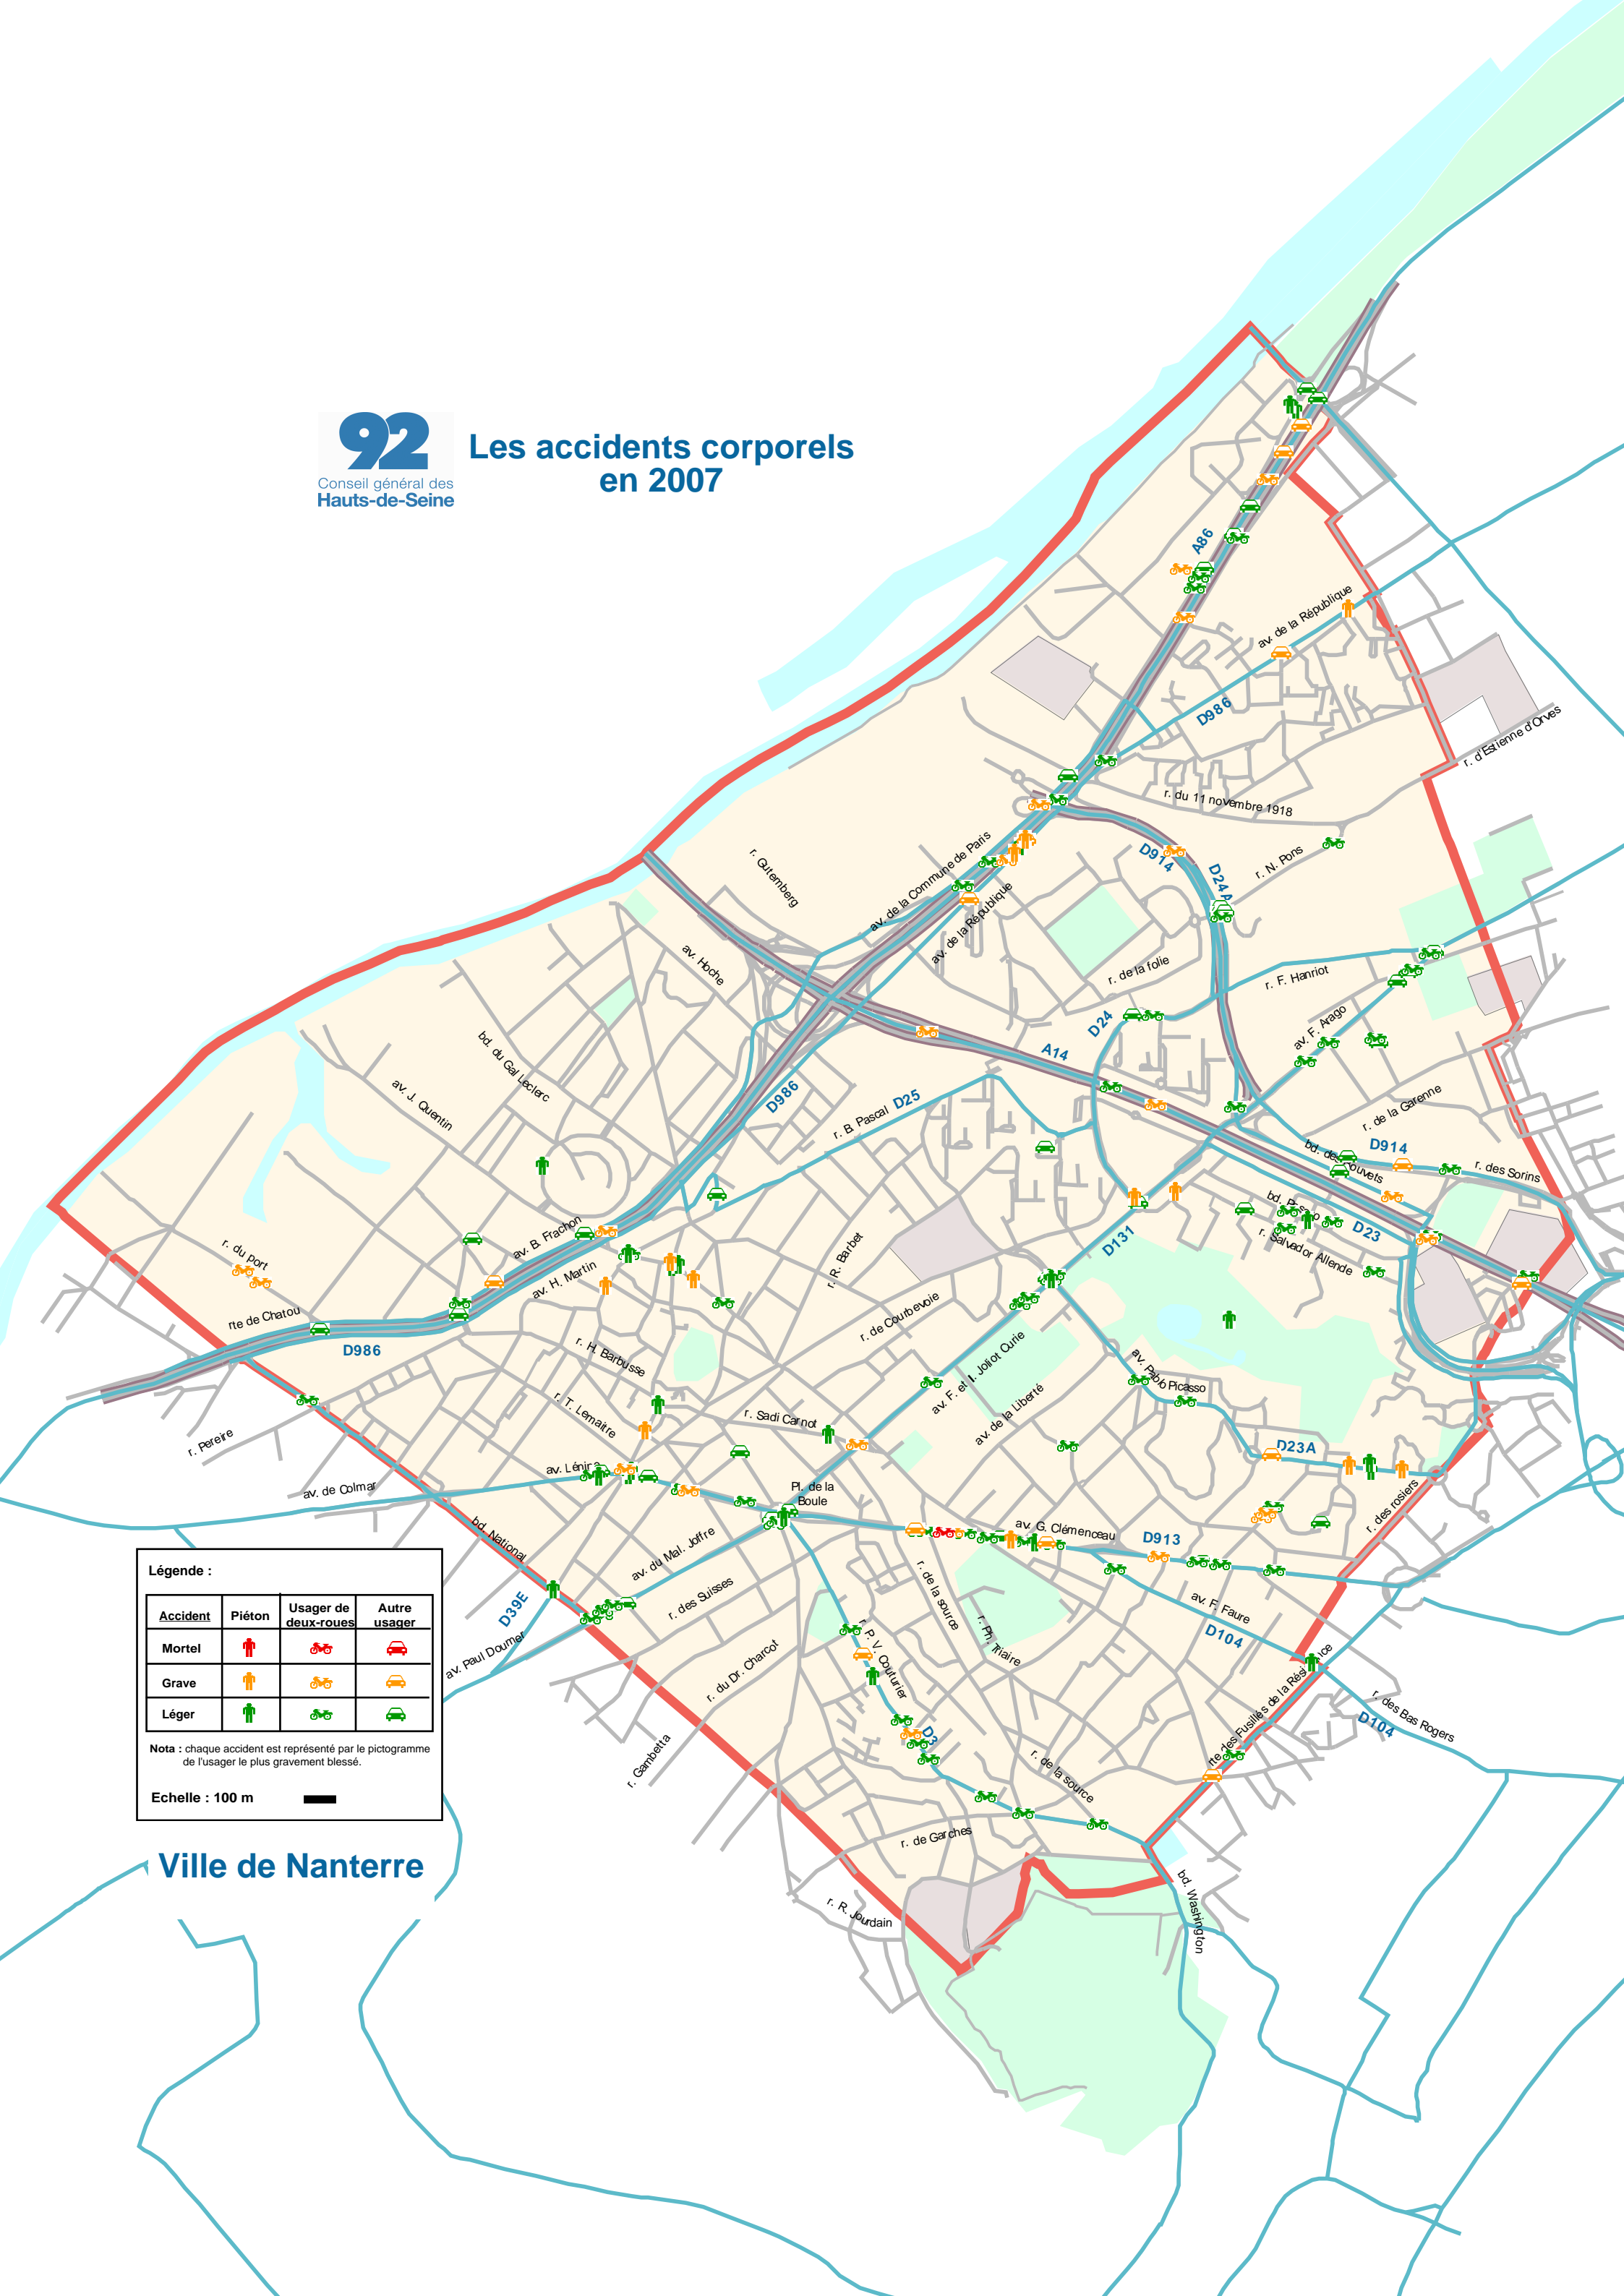 92
Conseil général des
Hauts-de-Seine
Les accidents corporels
en 2007
A86
av. de la République
D986
r. d'Estienne d'Orves
r. du 11 novembre 1918
D914
D24A
r. N. Pons
r. Gutemberg
av. de la Commune de Paris
av. de la République
av. Hoche
r. de la folie
r. F. Hanriot
D24
av. F. Arago
A14
bd. du Gal Leclerc
av. J. Quentin
D986
r. B. Pascal
D25
r. de la Garenne
D914
bd. de
ouvets
r. des Sorins
bd. P
D23
r. Salvador Allende
D131
r. du port
av. B. Frachon
av. H. Martin
r. R. Barbet
rte de Chatou
D986
r. de Courbevoie
r. H. Barbusse
av. F. et I. Joliot Curie
av. Pablo Picasso
r. T. Lemaitre
r. Sadi Carnot
av. de la Liberté
r. Pereire
D23A
av. Lénine
av. de Colmar
Pl. de la
Boule
r. des rosiers
bd. National
av. du Mal. Joffre
av. G. Clémenceau
D913
r. des Suisses
r. de la source
av. F. Faure
D39E
D104
r. Ph. Triaire
P. V. Couturier
av. Paul Doumer
r. du Dr. Charcot
rte des Fusillés de la Résistance
r. des Bas Rogers
D104
D3
r. Gambetta
r. de la source
r. de Garches
bd. Washington
r. R. Jourdain
Légende :
Accident Piéton Usager de deux-roues Autre usager
Mortel
Grave
Léger
Nota : chaque accident est représenté par le pictogramme
de l'usager le plus gravement blessé.
Echelle : 100 m
Ville de Nanterre